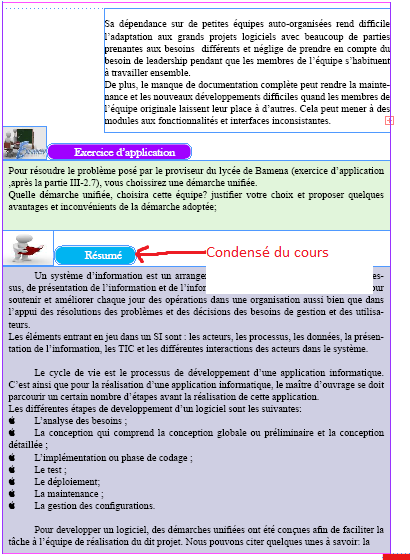 Sa dépendance sur de petites équipes auto-organisées rend difficile
l'adaptation aux grands projets logiciels avec beaucoup de parties
prenantes aux besoins différents et néglige de prendre en compte du
besoin de leadership pendant que les membres de l'équipe s'habituent
à travailler ensemble.
De plus, le manque de documentation complète peut rendre la mainte-
nance et les nouveaux développements difficiles quand les membres de
l'équipe originale laissent leur place à d'autres. Cela peut mener à des
modules aux fonctionnalités et interfaces inconsistantes.
Exercice d'application
Pour résoudre le problème posé par le proviseur du lycée de Bamena (exercice d'application
,après la partie III-2.7), vous choisissez une démarche unifiée.
Quelle démarche unifiée, choisira cette équipe? justifier votre choix et proposer quelques
avantages et inconvénients de la démarche adoptée;
Résumé
Condensé du cours
Un système d'information est un arranger
es-
sus, de présentation de l'information et de l'infor
our
soutenir et améliorer chaque jour des opérations dans une organisation aussi bien que dans
l'appui des résolutions des problèmes et des décisions des besoins de gestion et des utilisa-
teurs.
Les éléments entrant en jeu dans un SI sont : les acteurs, les processus, les données, la présen-
tation de l'information, les TIC et les différentes interactions des acteurs dans le système.
Le cycle de vie est le processus de développement d'une application informatique.
C'est ainsi que pour la réalisation d'une application informatique, le maître d'ouvrage se doit
parcourir un certain nombre d'étapes avant la réalisation de cette application.
Les différentes étapes de developpement d'un logiciel sont les suivantes:
L'analyse des besoins ;
La conception qui comprend la conception globale ou préliminaire et la conception
détaillée ;
L'implémentation ou phase de codage ;
Le test ;
Le déploiement;
La maintenance ;
La gestion des configurations.
Pour developper un logiciel, des démarches unifiées ont été conçues afin de faciliter la
tâche à l'équipe de réalisation du dit projet. Nous pouvons citer quelques unes à savoir: la